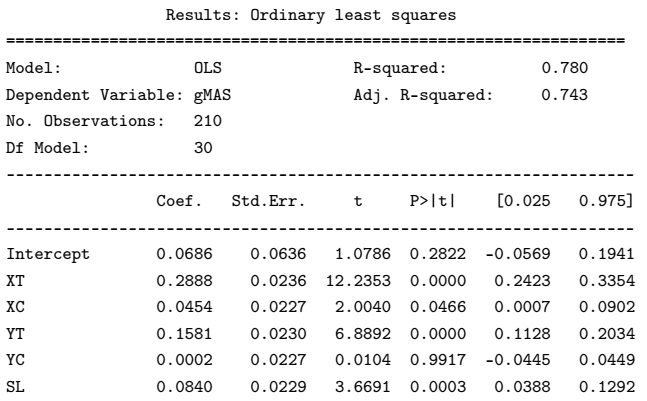 Results: Ordinary least squares
==================================================================
Model: OLS R-squared: 0.780
Dependent Variable: gMAS Adj. R-squared: 0.743
No. Observations: 210
Df Model: 30
-------------------------------------------------------------------
Coef. Std.Err. t P>|t| [0.025 0.975]
-------------------------------------------------------------------
Intercept 0.0686 0.0636 1.0786 0.2822 -0.0569 0.1941
XT 0.2888 0.0236 12.2353 0.0000 0.2423 0.3354
XC 0.0454 0.0227 2.0040 0.0466 0.0007 0.0902
YT 0.1581 0.0230 6.8892 0.0000 0.1128 0.2034
YC 0.0002 0.0227 0.0104 0.9917 -0.0445 0.0449
SL 0.0840 0.0229 3.6691 0.0003 0.0388 0.1292